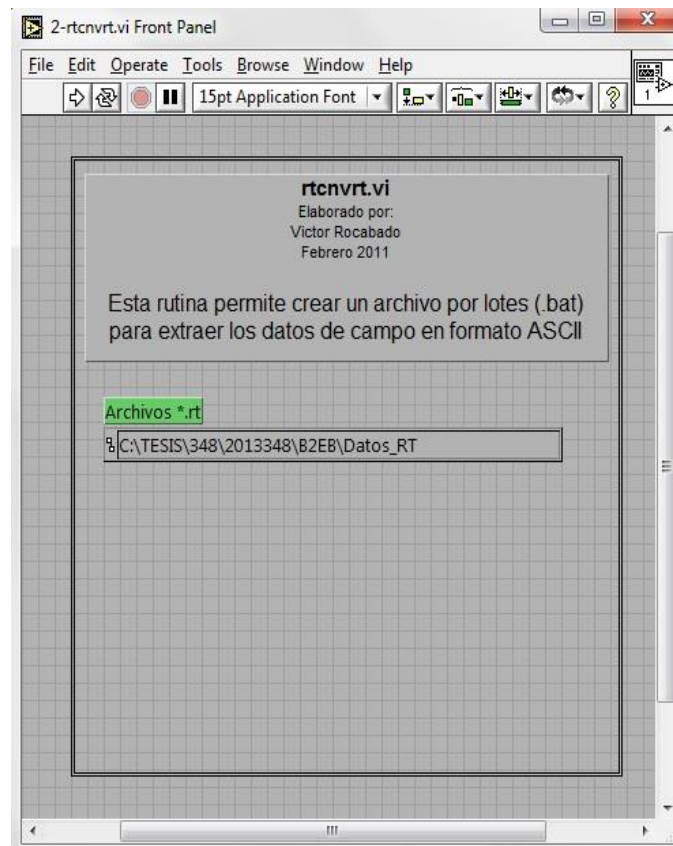 2-rtcnvrt.vi Front Panel
File Edit Operate Tools Browse Window Help
15pt Application Font
1
rtcnvrt.vi
Elaborado por:
Victor Rocabado
Febrero 2011
Esta rutina permite crear un archivo por lotes (.bat)
para extraer los datos de campo en formato ASCII
Archivos *.rt
C:\TESIS\348\2013348\B2EB\Datos_RT